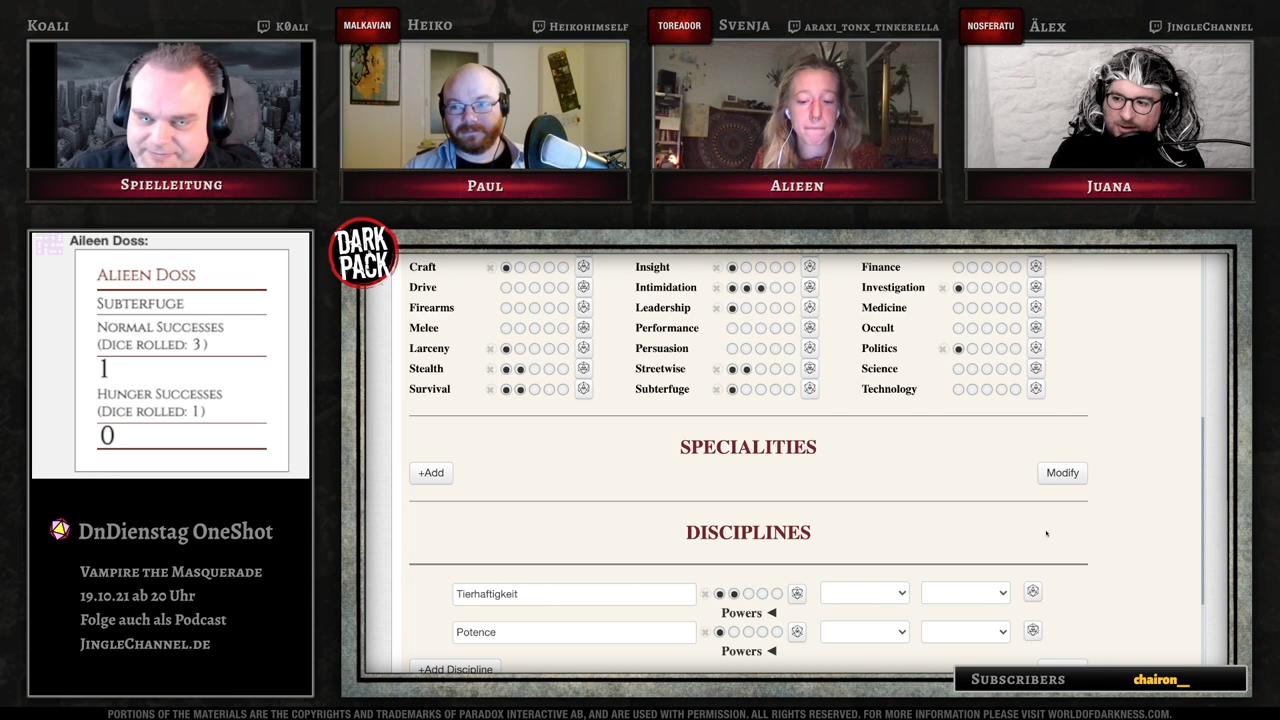 Koali
K0ali
MALKAVIAN
Heiko
Heikohimself
TOREADOR
Svenja
araxi_tonx_tinkerella
NOSFERATU
Älex
JingleChannel
Spielleitung
Paul
Alieen
Juana
Aileen Doss:
Alieen Doss
Subterfuge
Normal Successes
(Dice rolled: 3)
1
Hunger Successes
(Dice rolled: 1)
0
DnDienstag OneShot
Vampire the Masquerade
19.10.21 ab 20 Uhr
Folge auch als Podcast
JingleChannel.de
DARK
PACK
Craft Insight Finance
Drive Intimidation Investigation
Firearms Leadership Medicine
Melee Performance Occult
Larceny Persuasion Politics
Stealth Streetwise Science
Survival Subterfuge Technology
SPECIALITIES
+Add Modify
DISCIPLINES
Tierhaftigkeit
Powers ◀
Potence
Powers ◀
+Add Discipline
Subscribers chairon__
PORTIONS OF THE MATERIALS ARE THE COPYRIGHTS AND TRADEMARKS OF PARADOX INTERACTIVE AB, AND ARE USED WITH PERMISSION. ALL RIGHTS RESERVED. FOR MORE INFORMATION PLEASE VISIT WORLDOFDARKNESS.COM.